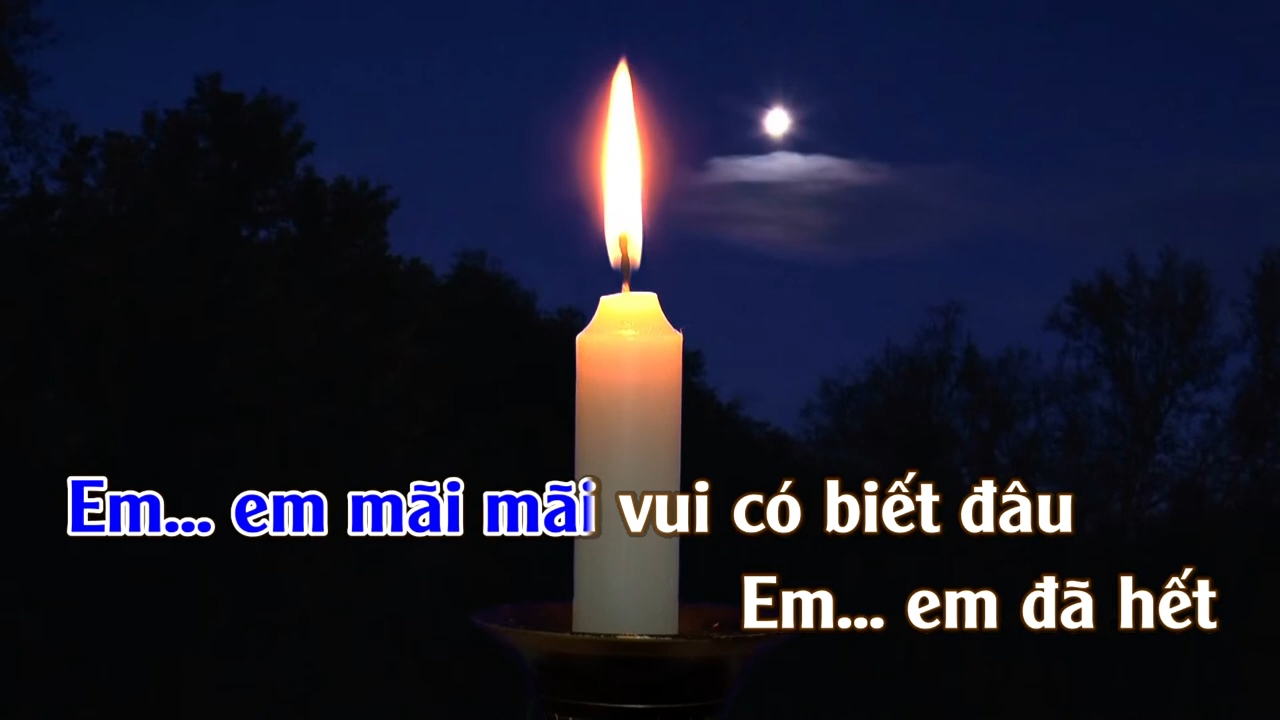 Em... em mãi mãi vui có biết đâu
Em... em đã hết